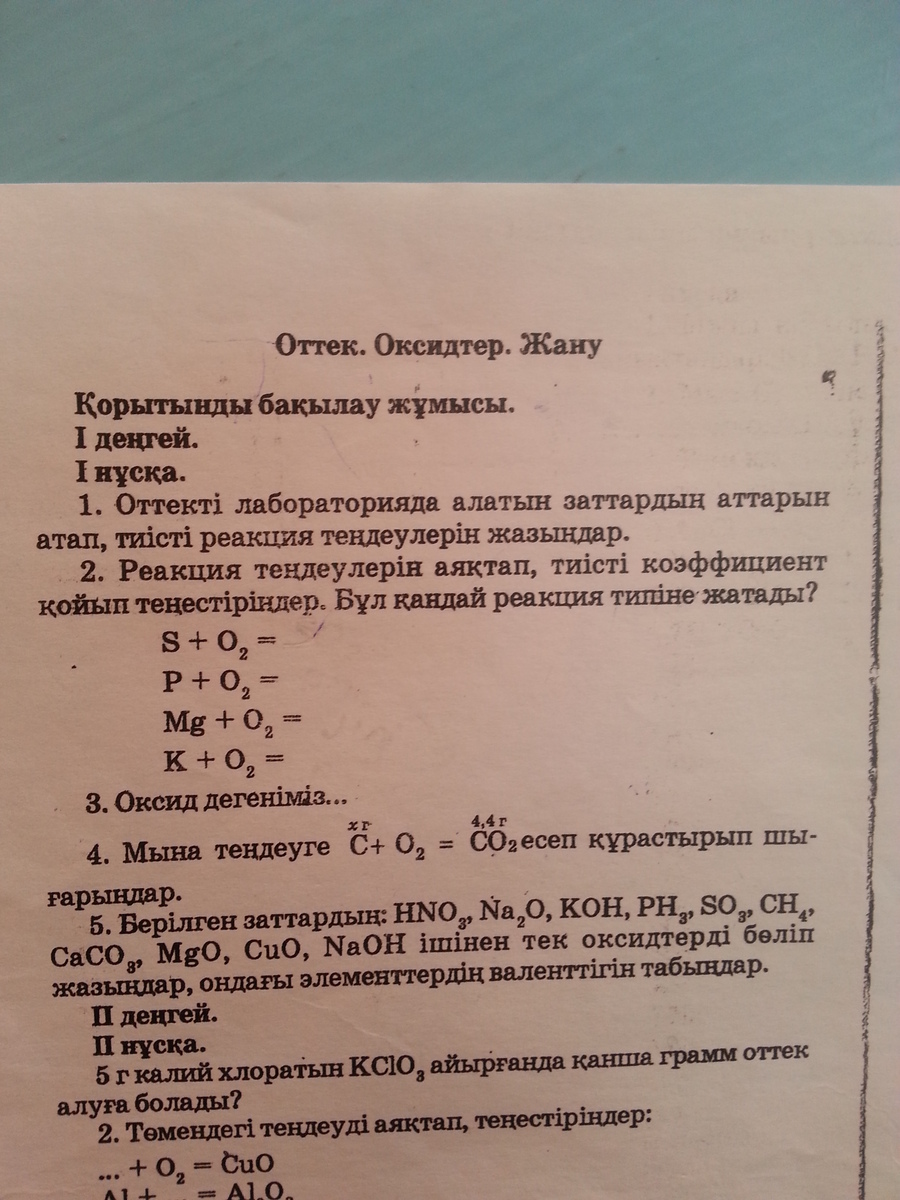 Оттек. Оксидтер. Жану
Қорытынды бақылау жұмысы.
I деңгей.
I нұсқа.
1. Оттекті лабораторияда алатын заттардың аттарын
атап, тиісті реакция теңдеулерін жазыңдар.
2. Реакция теңдеулерін аяқтап, тиісті коэффициент
қойып теңестіріңдер. Бұл қандай реакция типіне жатады?
S + O₂ =
P + O₂ =
Mg + O₂ =
K + O₂ =
3. Оксид дегеніміз...
x г 4,4 г
4. Мына теңдеуге C + O₂ = CO₂ есеп құрастырып шы-
ғарыңдар.
5. Берілген заттардың: HNO₃, Na₂O, KOH, PH₃, SO₃, CH₄,
CaCO₃, MgO, CuO, NaOH ішінен тек оксидтерді бөліп
жазыңдар, ондағы элементтердің валенттігін табыңдар.
II деңгей.
II нұсқа.
5 г калий хлоратын KClO₃ айырғанда қанша грамм оттек
алуға болады?
2. Төмендегі теңдеуді аяқтап, теңестіріңдер:
... + O₂ = CuO
Al + ... = Al₂O₃